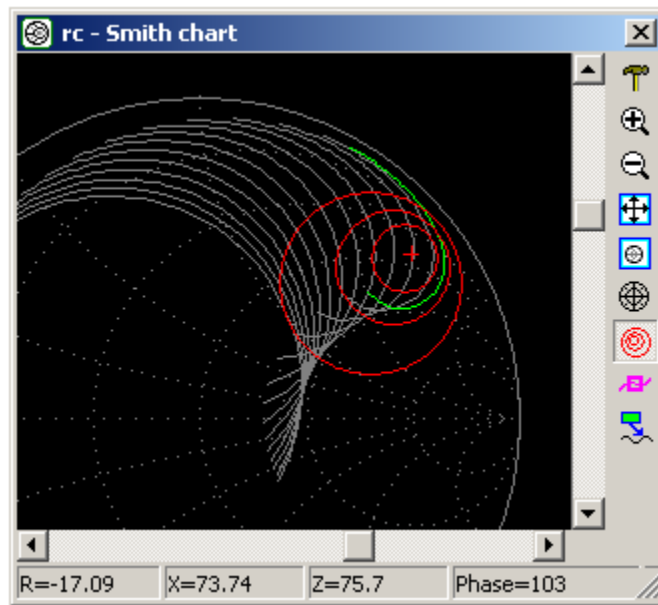 rc - Smith chart
R=-17.09 X=73.74 Z=75.7 Phase=103